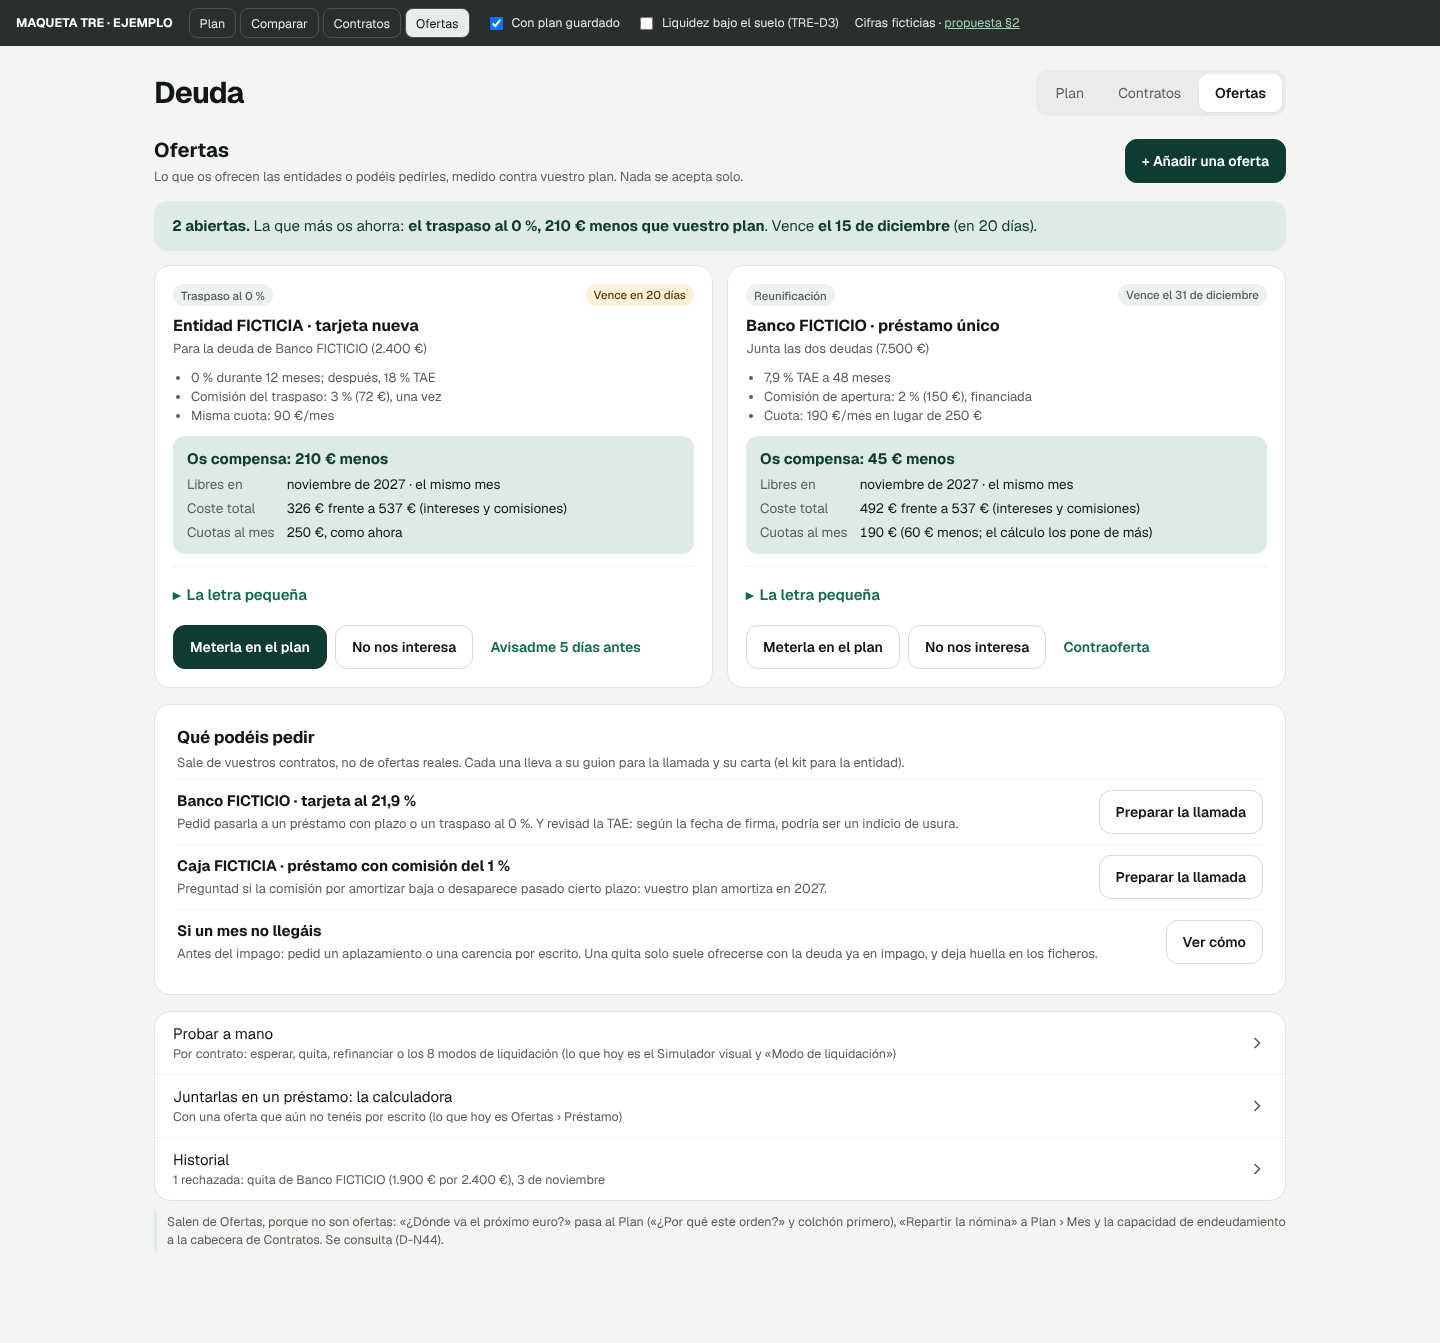 MAQUETA TRE · EJEMPLO
Plan
Comparar
Contratos
Ofertas
Con plan guardado
Liquidez bajo el suelo (TRE-D3)
Cifras ficticias · propuesta §2
Deuda
Plan
Contratos
Ofertas
Ofertas
Lo que os ofrecen las entidades o podéis pedirles, medido contra vuestro plan. Nada se acepta solo.
+ Añadir una oferta
2 abiertas. La que más os ahorra: el traspaso al 0 %, 210 € menos que vuestro plan. Vence el 15 de diciembre (en 20 días).
Traspaso al 0 %
Vence en 20 días
Entidad FICTICIA · tarjeta nueva
Para la deuda de Banco FICTICIO (2.400 €)
• 0 % durante 12 meses; después, 18 % TAE
• Comisión del traspaso: 3 % (72 €), una vez
• Misma cuota: 90 €/mes
Os compensa: 210 € menos
Libres en noviembre de 2027 · el mismo mes
Coste total 326 € frente a 537 € (intereses y comisiones)
Cuotas al mes 250 €, como ahora
▸ La letra pequeña
Meterla en el plan
No nos interesa
Avisadme 5 días antes
Reunificación
Vence el 31 de diciembre
Banco FICTICIO · préstamo único
Junta las dos deudas (7.500 €)
• 7,9 % TAE a 48 meses
• Comisión de apertura: 2 % (150 €), financiada
• Cuota: 190 €/mes en lugar de 250 €
Os compensa: 45 € menos
Libres en noviembre de 2027 · el mismo mes
Coste total 492 € frente a 537 € (intereses y comisiones)
Cuotas al mes 190 € (60 € menos; el cálculo los pone de más)
▸ La letra pequeña
Meterla en el plan
No nos interesa
Contraoferta
Qué podéis pedir
Sale de vuestros contratos, no de ofertas reales. Cada una lleva a su guion para la llamada y su carta (el kit para la entidad).
Banco FICTICIO · tarjeta al 21,9 %
Pedid pasarla a un préstamo con plazo o un traspaso al 0 %. Y revisad la TAE: según la fecha de firma, podría ser un indicio de usura.
Preparar la llamada
Caja FICTICIA · préstamo con comisión del 1 %
Preguntad si la comisión por amortizar baja o desaparece pasado cierto plazo: vuestro plan amortiza en 2027.
Preparar la llamada
Si un mes no llegáis
Antes del impago: pedid un aplazamiento o una carencia por escrito. Una quita solo suele ofrecerse con la deuda ya en impago, y deja huella en los ficheros.
Ver cómo
Probar a mano
Por contrato: esperar, quita, refinanciar o los 8 modos de liquidación (lo que hoy es el Simulador visual y «Modo de liquidación»)
Juntarlas en un préstamo: la calculadora
Con una oferta que aún no tenéis por escrito (lo que hoy es Ofertas › Préstamo)
Historial
1 rechazada: quita de Banco FICTICIO (1.900 € por 2.400 €), 3 de noviembre
Salen de Ofertas, porque no son ofertas: «¿Dónde va el próximo euro?» pasa al Plan («¿Por qué este orden?» y colchón primero), «Repartir la nómina» a Plan › Mes y la capacidad de endeudamiento
a la cabecera de Contratos. Se consulta (D-N44).